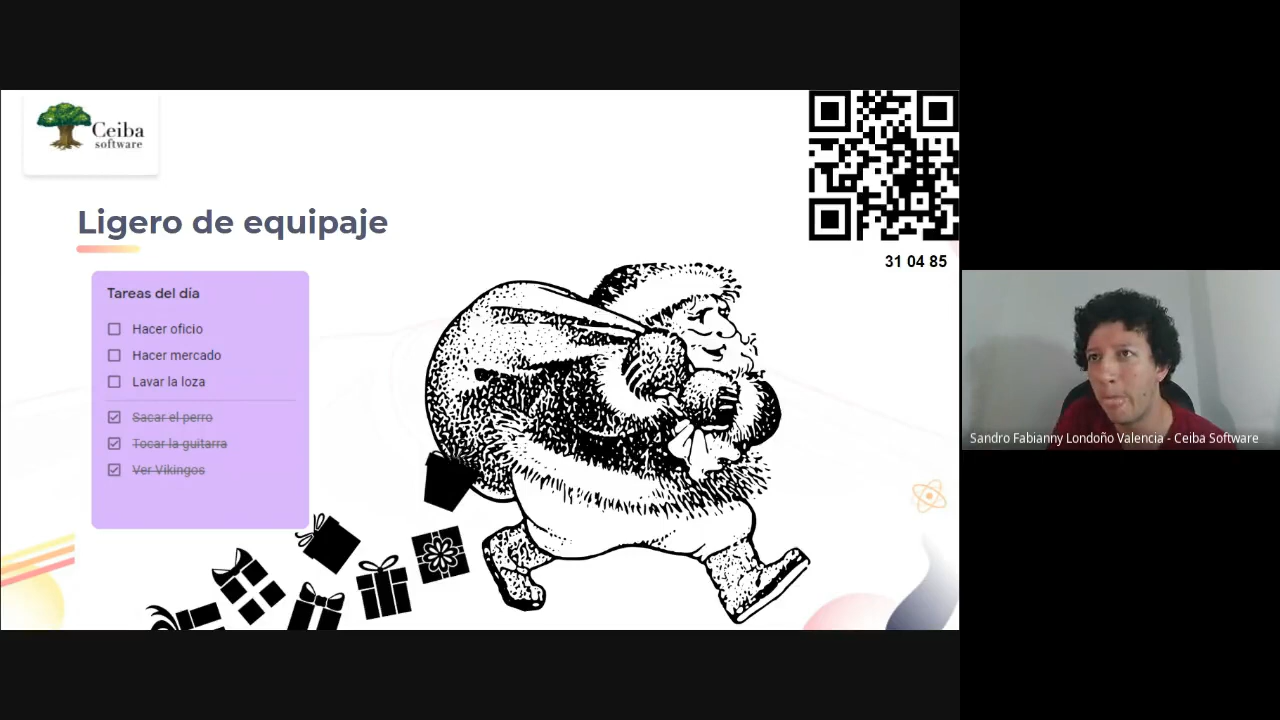 Ceiba
software
31 04 85
Ligero de equipaje
Tareas del día
Hacer oficio
Hacer mercado
Lavar la loza
Sacar el perro
Tocar la guitarra
Ver Vikingos
Sandro Fabianny Londoño Valencia - Ceiba Software